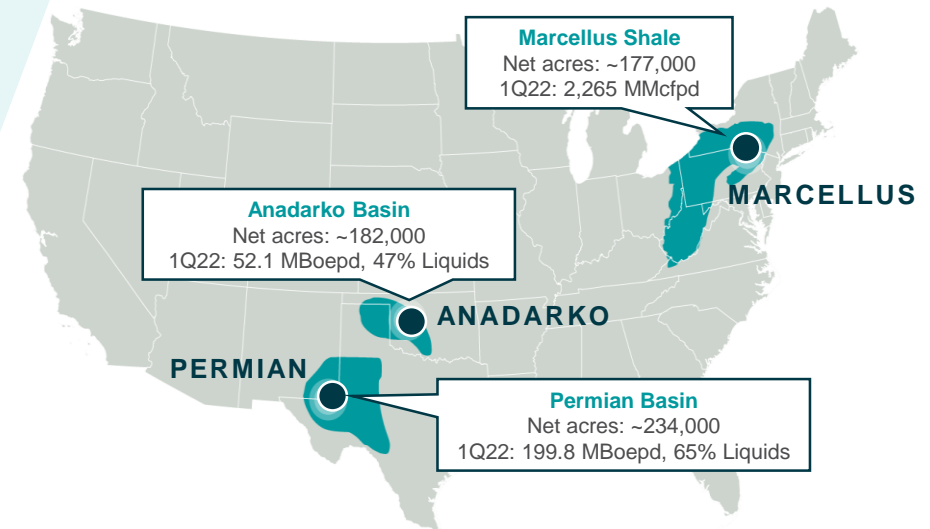 Marcellus Shale
Net acres: ~177,000
1Q22: 2,265 MMcfpd
MARCELLUS
Anadarko Basin
Net acres: ~182,000
1Q22: 52.1 MBoepd, 47% Liquids
ANADARKO
PERMIAN
Permian Basin
Net acres: ~234,000
1Q22: 199.8 MBoepd, 65% Liquids